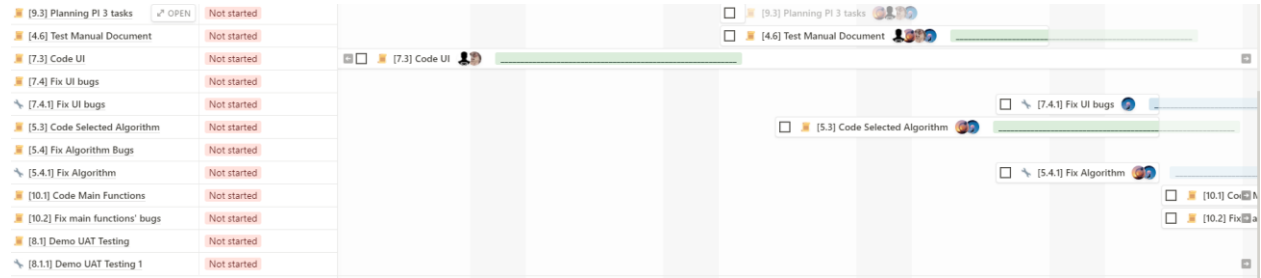 [9.3] Planning PI 3 tasks OPEN Not started [9.3] Planning PI 3 tasks
[4.6] Test Manual Document Not started [4.6] Test Manual Document
[7.3] Code UI Not started [7.3] Code UI
[7.4] Fix UI bugs Not started
[7.4.1] Fix UI bugs Not started [7.4.1] Fix UI bugs
[5.3] Code Selected Algorithm Not started [5.3] Code Selected Algorithm
[5.4] Fix Algorithm Bugs Not started
[5.4.1] Fix Algorithm Not started [5.4.1] Fix Algorithm
[10.1] Code Main Functions Not started [10.1]
[10.2] Fix main functions' bugs Not started [10.2] Fix
[8.1] Demo UAT Testing Not started
[8.1.1] Demo UAT Testing 1 Not started